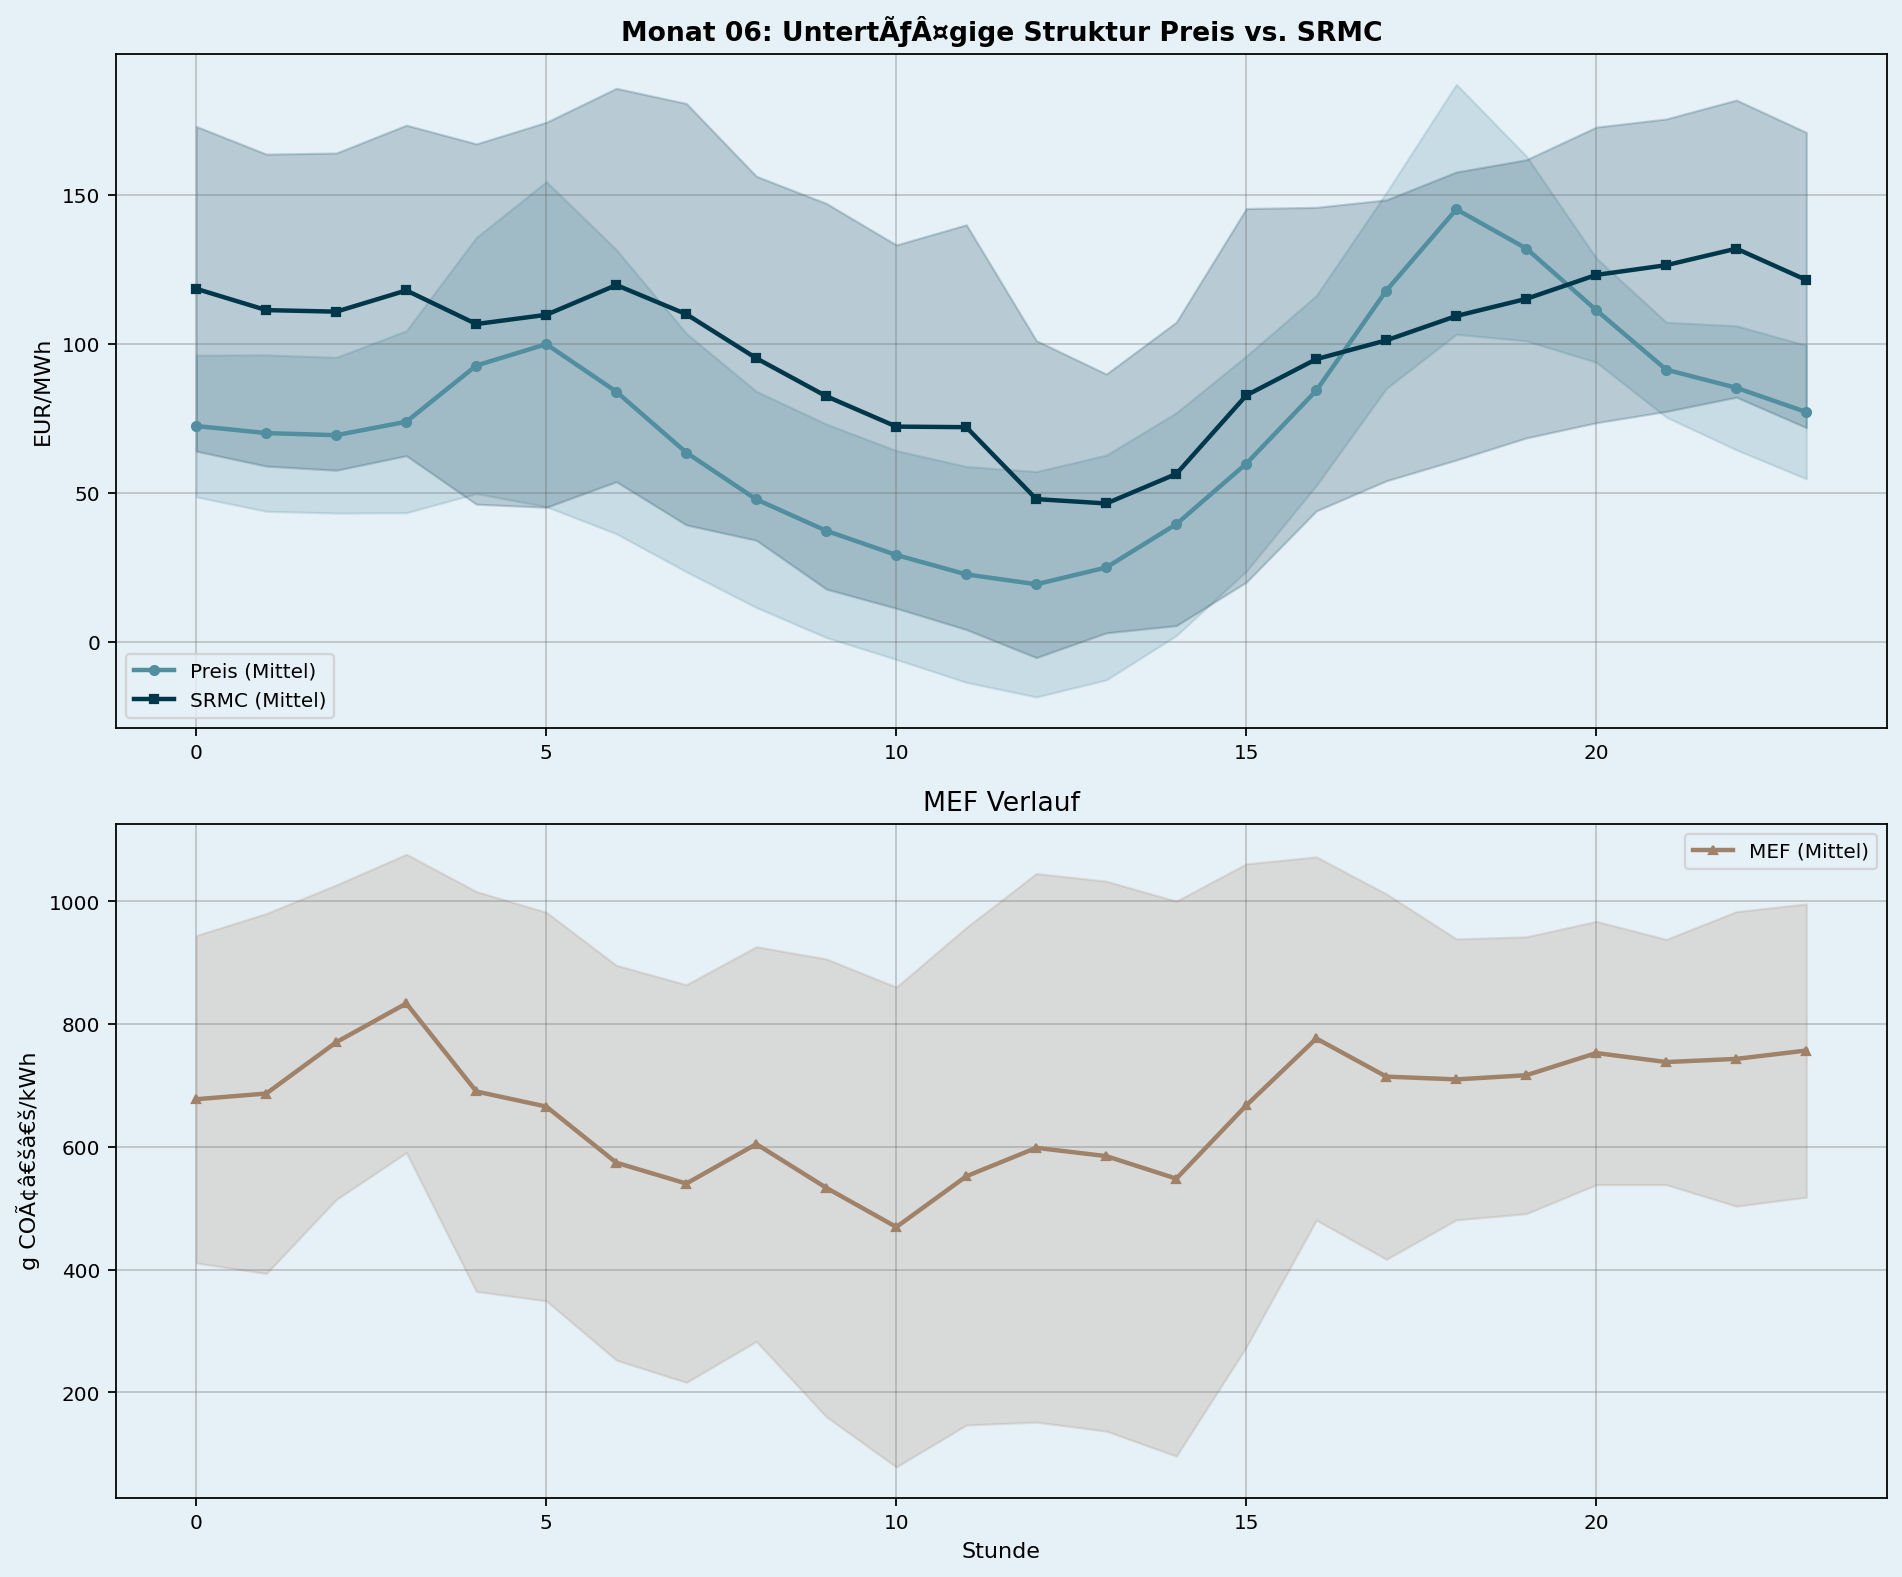 Monat 06: UntertÃƒÂ¤gige Struktur Preis vs. SRMC
EUR/MWh
150
100
50
0
Preis (Mittel)
SRMC (Mittel)
0 5 10 15 20
MEF Verlauf
MEF (Mittel)
g COÃ¢â€šâ€š/kWh
1000
800
600
400
200
0 5 10 15 20
Stunde